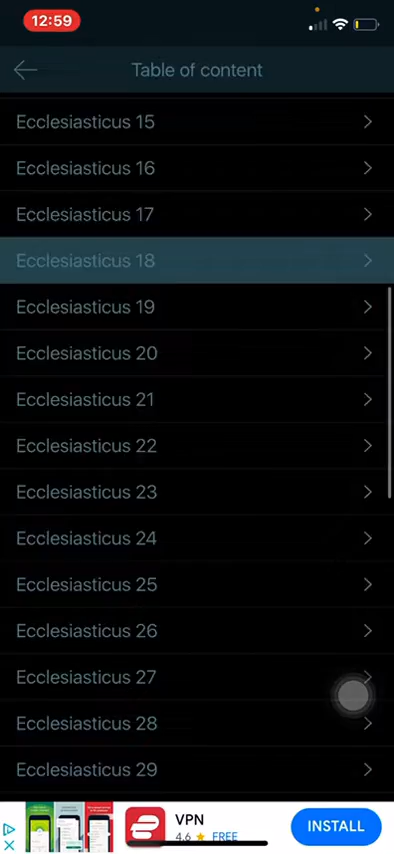 12:59
Table of content
Ecclesiasticus 15
Ecclesiasticus 16
Ecclesiasticus 17
Ecclesiasticus 18
Ecclesiasticus 19
Ecclesiasticus 20
Ecclesiasticus 21
Ecclesiasticus 22
Ecclesiasticus 23
Ecclesiasticus 24
Ecclesiasticus 25
Ecclesiasticus 26
Ecclesiasticus 27
Ecclesiasticus 28
Ecclesiasticus 29
VPN
4.6 ★ FREE
INSTALL